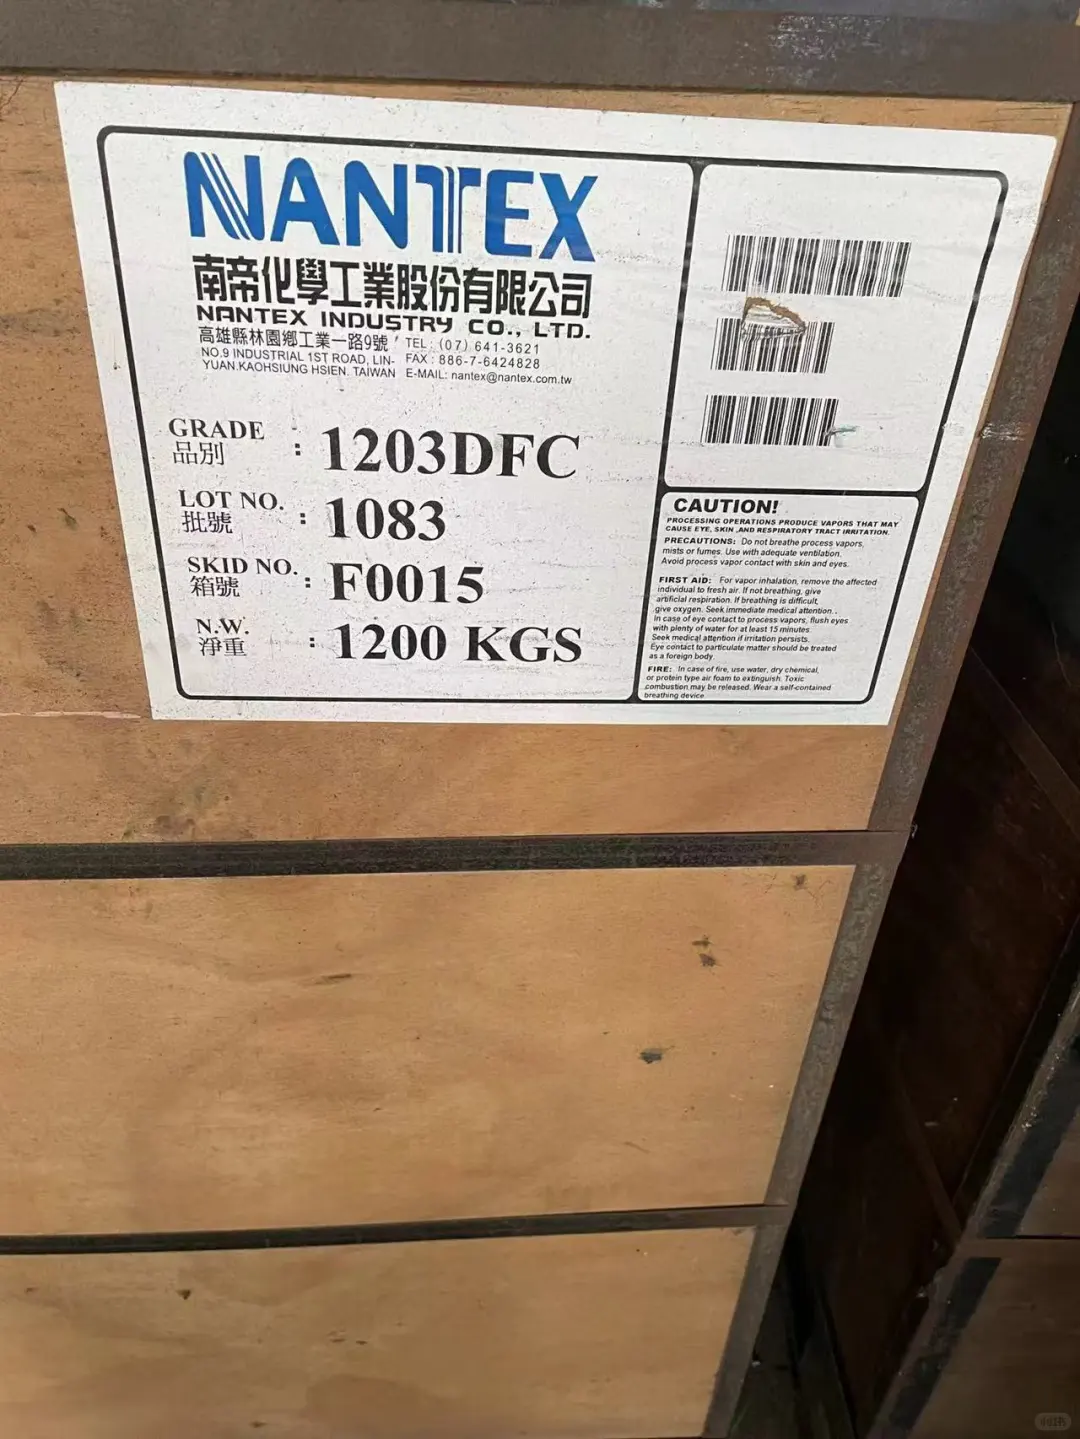 NANTEX
南帝化學工業股份有限公司
NANTEX INDUSTRY CO., LTD.
高雄縣林園鄉工業一路9號 TEL : (07) 641-3621
NO.9 INDUSTRIAL 1ST ROAD, LIN- FAX : 886-7-6424828
YUAN.KAOHSIUNG HSIEN. TAIWAN E-MAIL: nantex@nantex.com.tw
GRADE
品別 : 1203DFC
LOT NO.
批號 : 1083
SKID NO.
箱號 : F0015
N.W.
淨重 : 1200 KGS
CAUTION!
PROCESSING OPERATIONS PRODUCE VAPORS THAT MAY
CAUSE EYE, SKIN ,AND RESPIRATORY TRACT IRRITATION.
PRECAUTIONS: Do not breathe process vapors,
mists or fumes. Use with adequate ventilation.
Avoid process vapor contact with skin and eyes.
FIRST AID: For vapor inhalation, remove the affected
individual to fresh air. If not breathing, give
artificial respiration. If breathing is difficult,
give oxygen. Seek immediate medical attention.
In case of eye contact to process vapors, flush eyes
with plenty of water for at least 15 minutes.
Seek medical attention if irritation persists.
Eye contact to particulate matter should be treated
as a foreign body.
FIRE: In case of fire, use water, dry chemical,
or protein type air foam to extinguish. Toxic
combustion may be released. Wear a self-contained
breathing device.